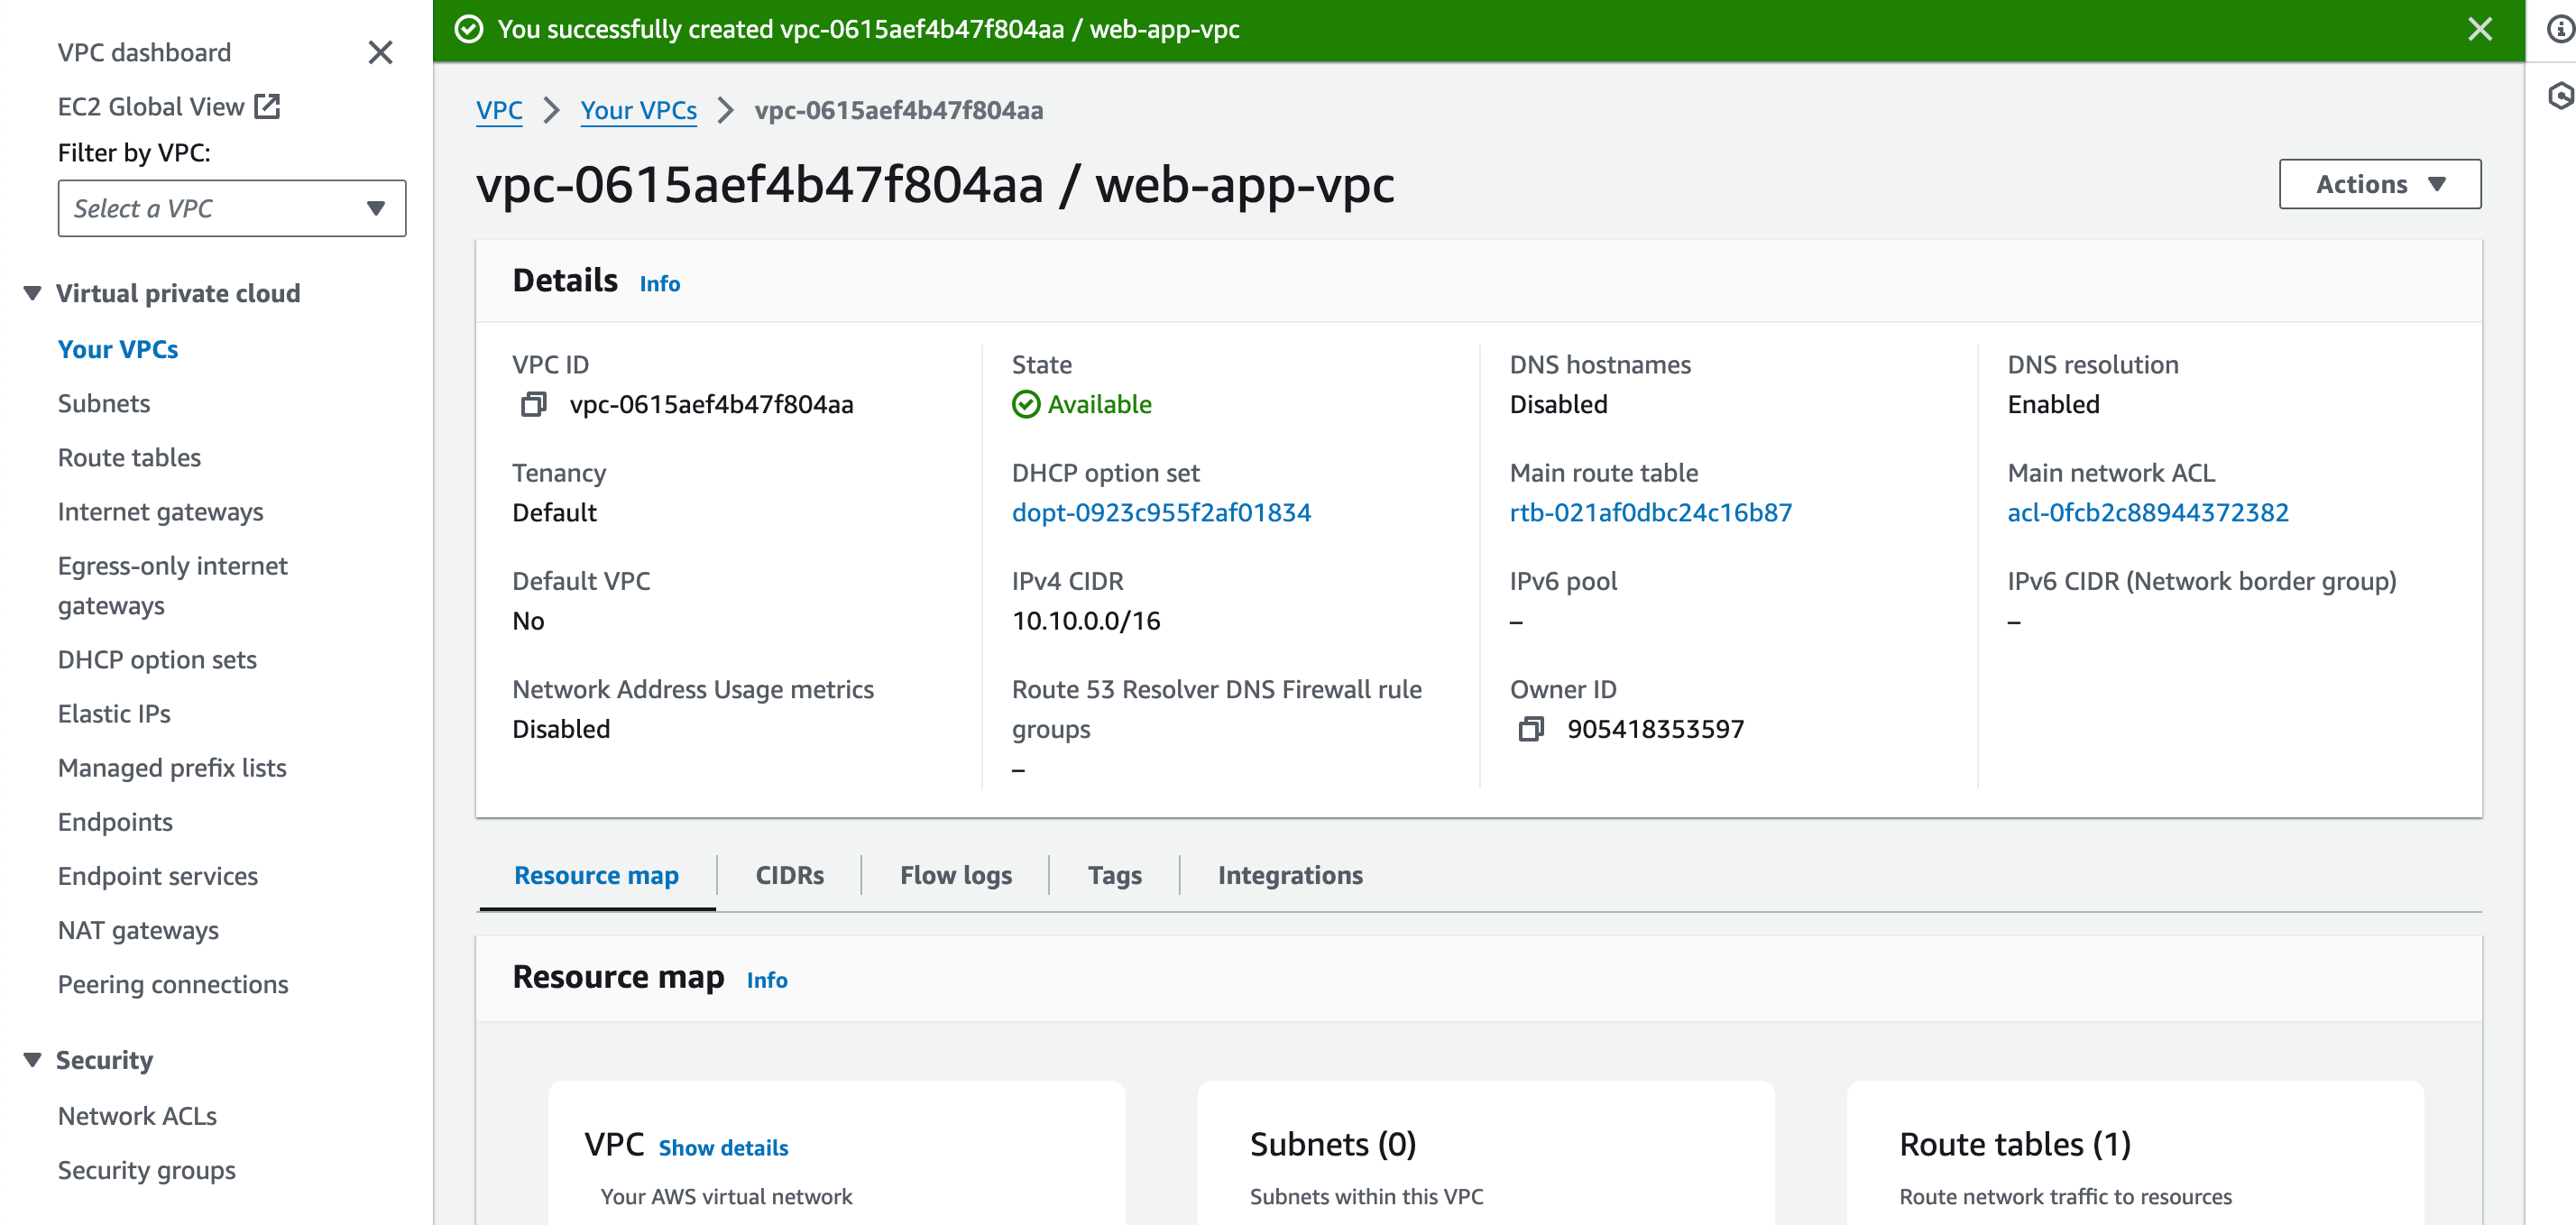 VPC dashboard
EC2 Global View
Filter by VPC:
Select a VPC
Virtual private cloud
Your VPCs
Subnets
Route tables
Internet gateways
Egress-only internet
gateways
DHCP option sets
Elastic IPs
Managed prefix lists
Endpoints
Endpoint services
NAT gateways
Peering connections
Security
Network ACLs
Security groups
You successfully created vpc-0615aef4b47f804aa / web-app-vpc
VPC > Your VPCs > vpc-0615aef4b47f804aa
vpc-0615aef4b47f804aa / web-app-vpc
Actions
Details Info
VPC ID
vpc-0615aef4b47f804aa
State
Available
DNS hostnames
Disabled
DNS resolution
Enabled
Tenancy
Default
DHCP option set
dopt-0923c955f2af01834
Main route table
rtb-021af0dbc24c16b87
Main network ACL
acl-0fcb2c88944372382
Default VPC
No
IPv4 CIDR
10.10.0.0/16
IPv6 pool
–
IPv6 CIDR (Network border group)
–
Network Address Usage metrics
Disabled
Route 53 Resolver DNS Firewall rule
groups
–
Owner ID
905418353597
Resource map CIDRs Flow logs Tags Integrations
Resource map Info
VPC Show details
Your AWS virtual network
Subnets (0)
Subnets within this VPC
Route tables (1)
Route network traffic to resources